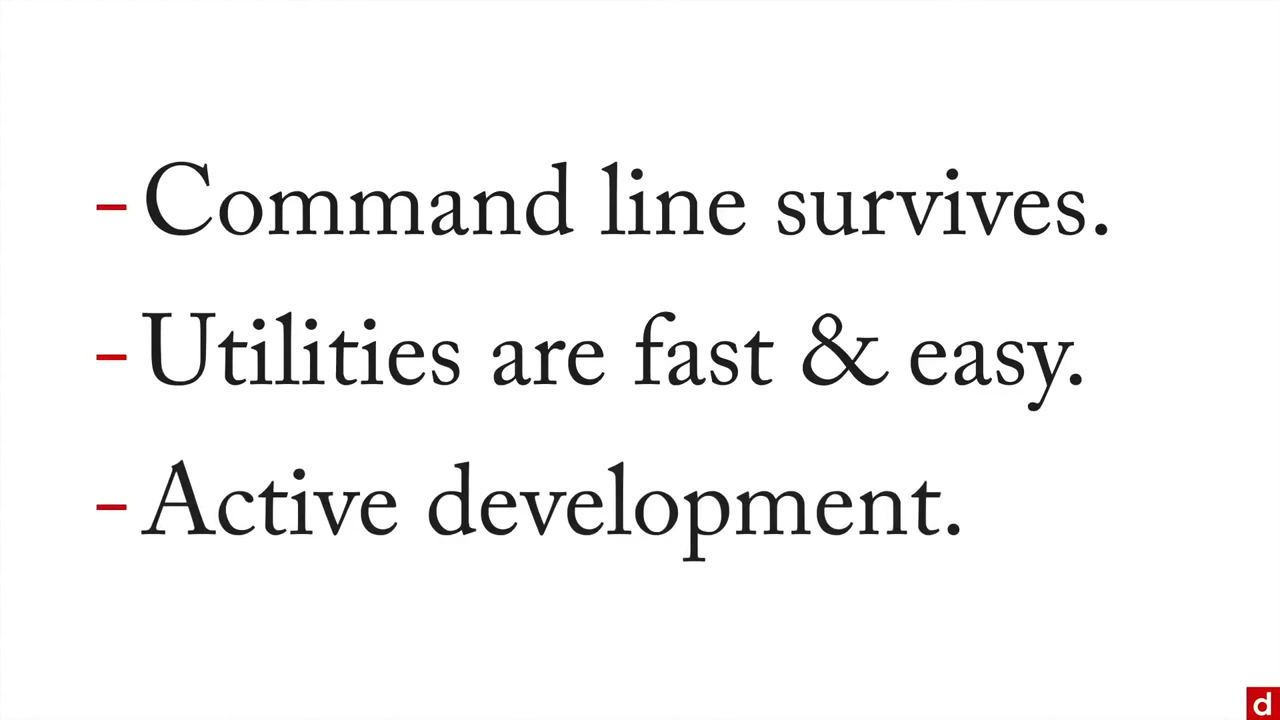 - Command line survives.
- Utilities are fast & easy.
- Active development.
d